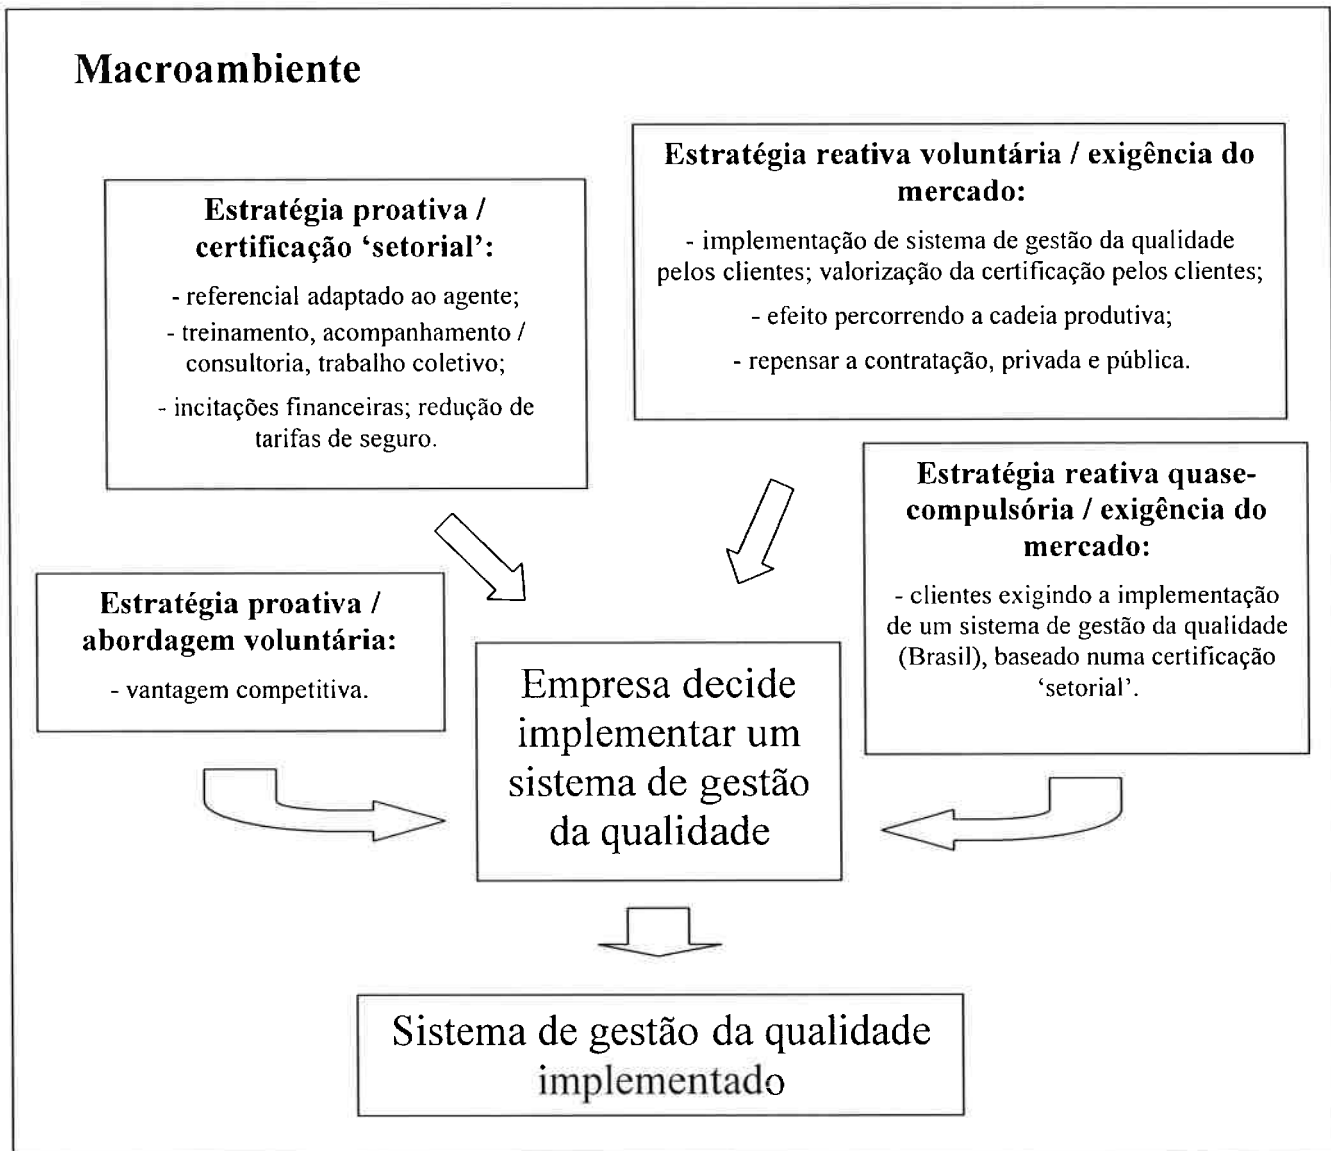 Macroambiente
Estratégia proativa /
certificação ‘setorial’:
- referencial adaptado ao agente;
- treinamento, acompanhamento /
consultoria, trabalho coletivo;
- incitações financeiras; redução de
tarifas de seguro.
Estratégia reativa voluntária / exigência do
mercado:
- implementação de sistema de gestão da qualidade
pelos clientes; valorização da certificação pelos clientes;
- efeito percorrendo a cadeia produtiva;
- repensar a contratação, privada e pública.
Estratégia proativa /
abordagem voluntária:
- vantagem competitiva.
Estratégia reativa quase-
compulsória / exigência do
mercado:
- clientes exigindo a implementação
de um sistema de gestão da qualidade
(Brasil), baseado numa certificação
‘setorial’.
Empresa decide
implementar um
sistema de gestão
da qualidade
Sistema de gestão da qualidade
implementado